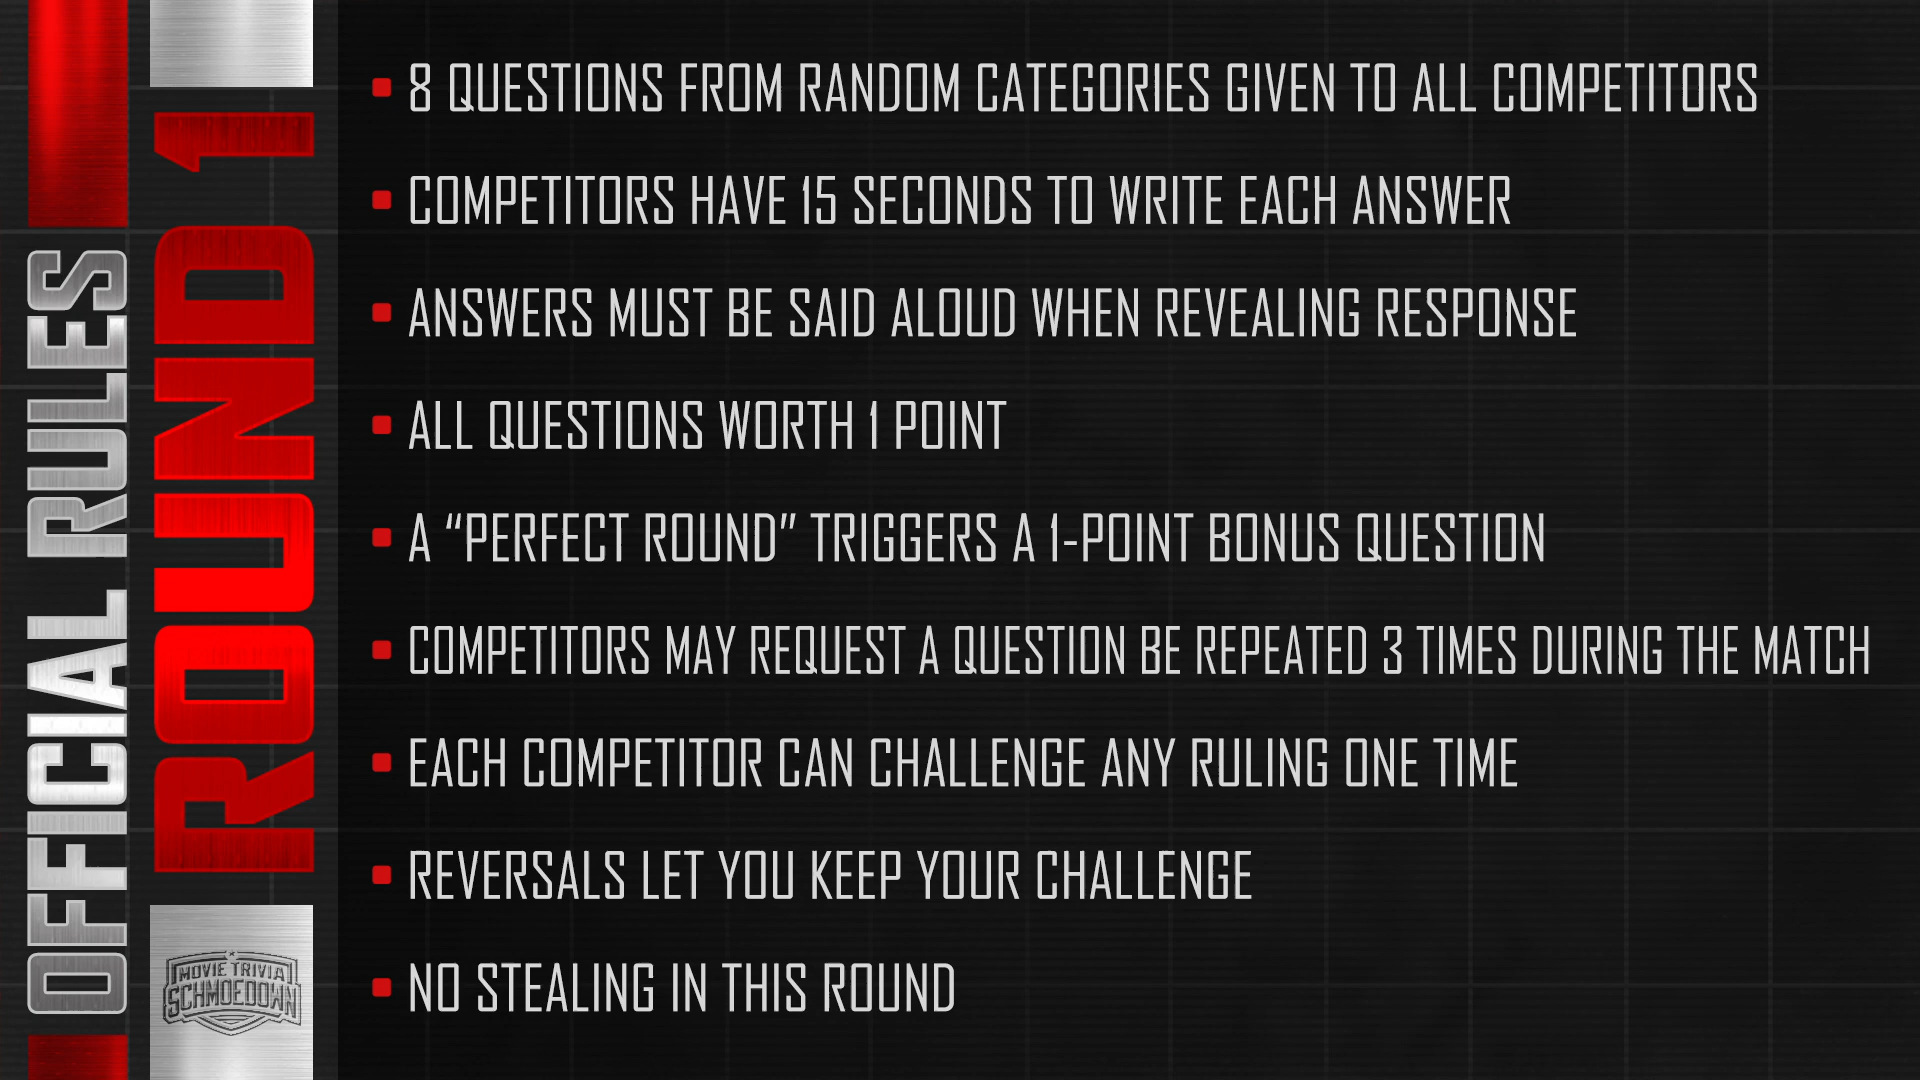 OFFICIAL RULES
ROUND 1
8 QUESTIONS FROM RANDOM CATEGORIES GIVEN TO ALL COMPETITORS
COMPETITORS HAVE 15 SECONDS TO WRITE EACH ANSWER
ANSWERS MUST BE SAID ALOUD WHEN REVEALING RESPONSE
ALL QUESTIONS WORTH 1 POINT
A “PERFECT ROUND” TRIGGERS A 1-POINT BONUS QUESTION
COMPETITORS MAY REQUEST A QUESTION BE REPEATED 3 TIMES DURING THE MATCH
EACH COMPETITOR CAN CHALLENGE ANY RULING ONE TIME
REVERSALS LET YOU KEEP YOUR CHALLENGE
NO STEALING IN THIS ROUND
MOVIE TRIVIA
SCHMOEDOWN